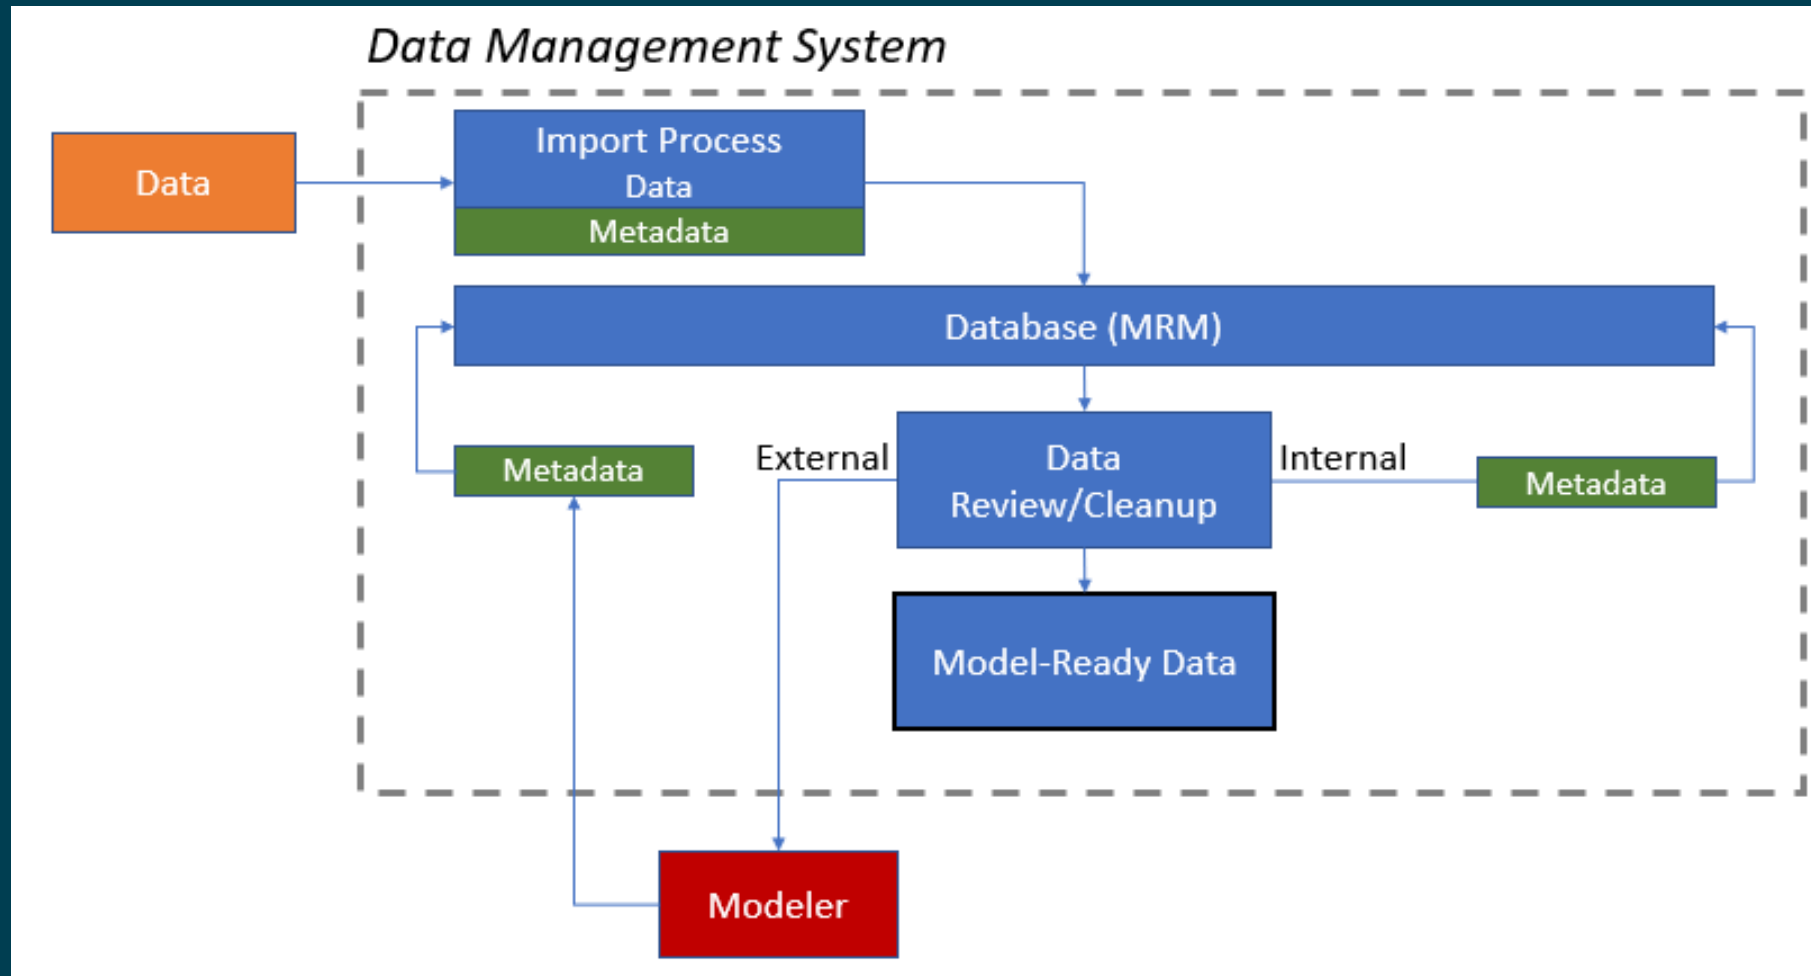 Data Management System
Data
Import Process
Data
Metadata
Database (MRM)
Metadata
External
Data
Review/Cleanup
Internal
Metadata
Model-Ready Data
Modeler